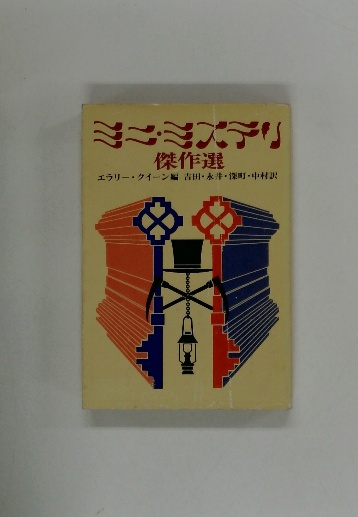 ミニ・ミステリ
傑作選
エラリー・クイーン編 吉田・永井・深町・中村訳